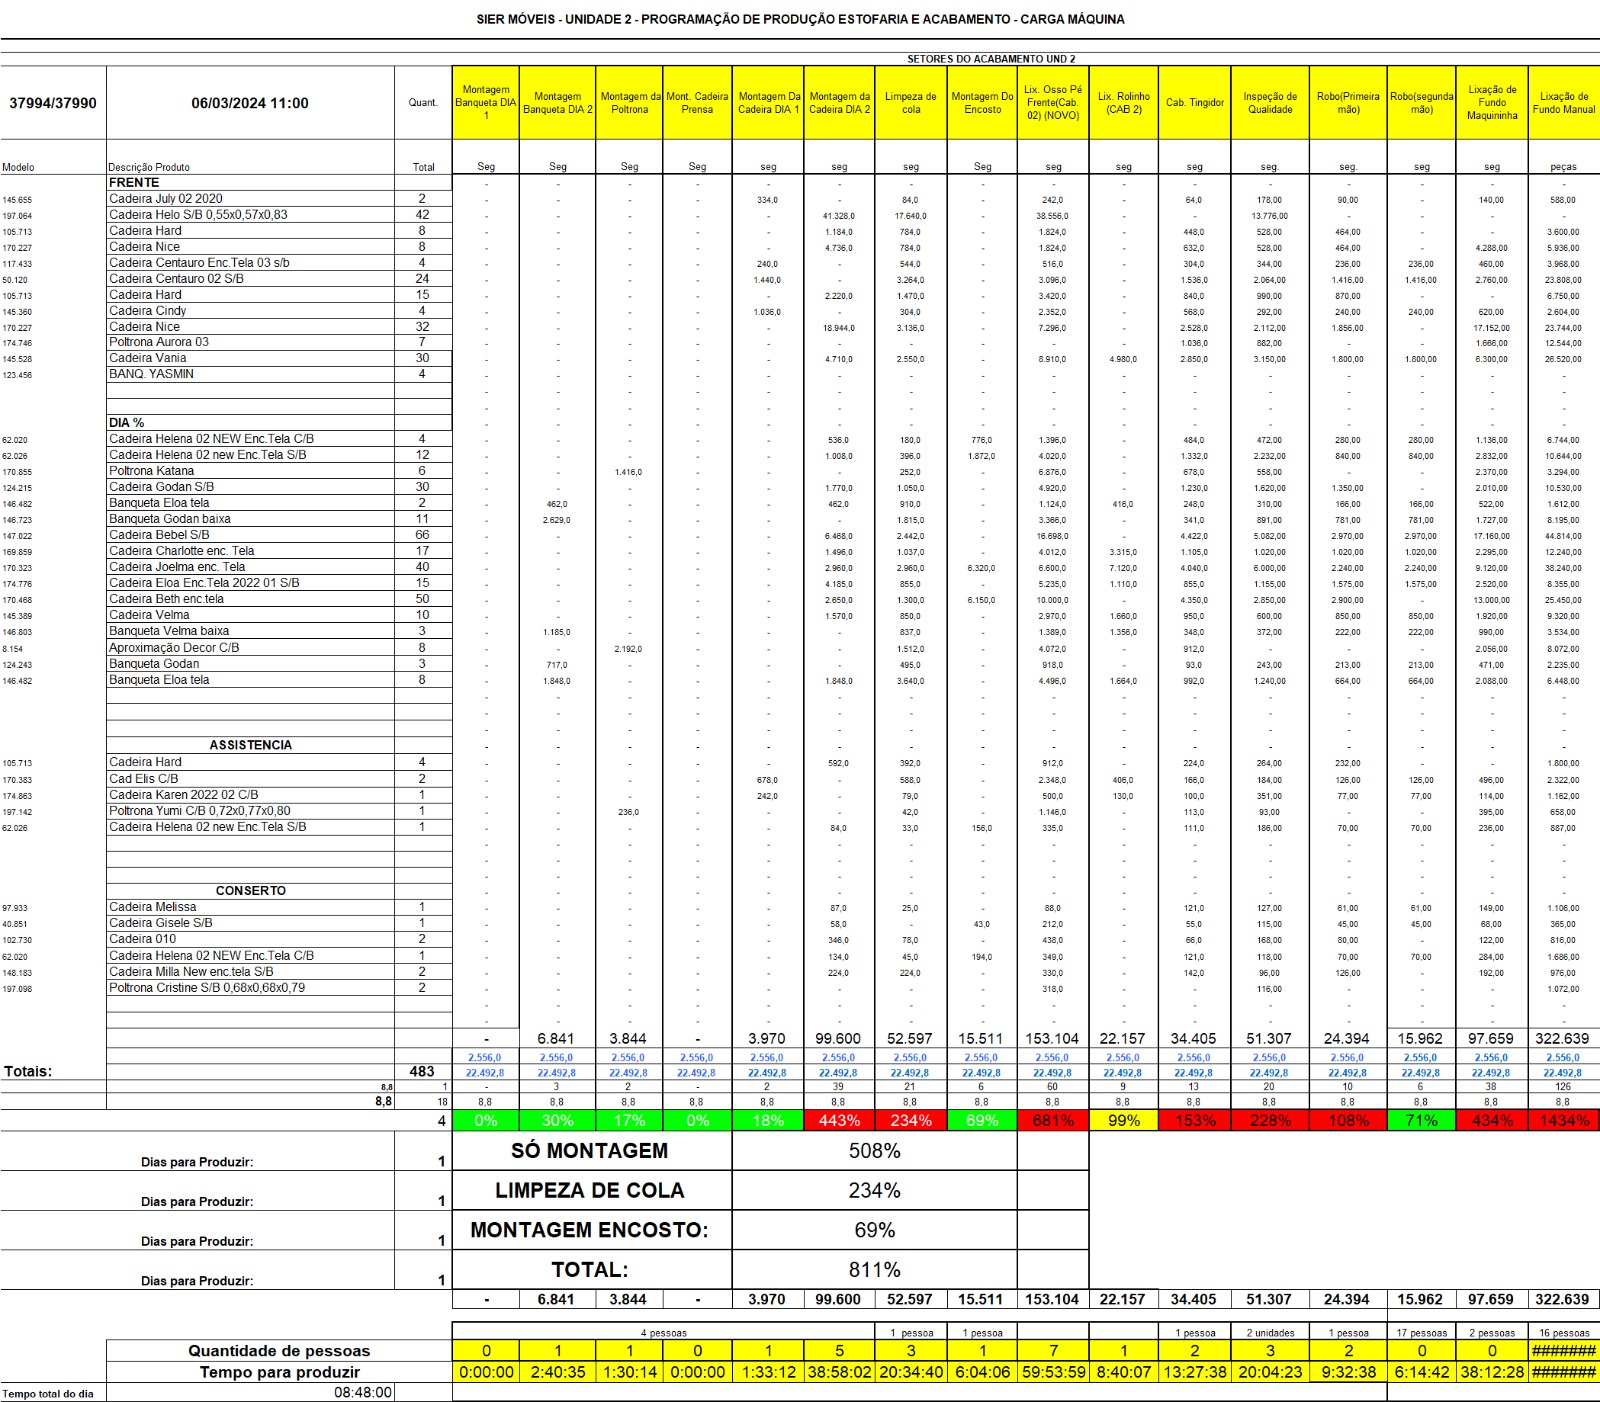 SIER MÓVEIS - UNIDADE 2 - PROGRAMAÇÃO DE PRODUÇÃO ESTOFARIA E ACABAMENTO - CARGA MÁQUINA
SETORES DO ACABAMENTO UND 2
37994/37990 06/03/2024 11:00 Quant. Montagem Banqueta DIA 1 Montagem Banqueta DIA 2 Montagem da Poltrona Mont. Cadeira Prensa Montagem Da Cadeira DIA 1 Montagem da Cadeira DIA 2 Limpeza de cola Montagem Do Encosto Lix. Osso Pé Frente(Cab. 02) (NOVO) Lix. Rolinho (CAB 2) Cab. Tingidor Inspeção de Qualidade Robo(Primeira mão) Robo(segunda mão) Lixação de Fundo Maquininha Lixação de Fundo Manual
Modelo Descrição Produto Total Seg Seg Seg Seg seg seg seg Seg seg seg seg seg. seg. seg seg peças
FRENTE - - - - - - - - - - - - - - - -
145.655 Cadeira July 02 2020 2 - - - - 334,0 - 84,0 - 242,0 - 64,0 178,00 90,00 - 140,00 588,00
197.064 Cadeira Helo S/B 0,55x0,57x0,83 42 - - - - - 41.328,0 17.640,0 - 38.556,0 - - 13.776,00 - - - -
105.713 Cadeira Hard 8 - - - - - 1.184,0 784,0 - 1.824,0 - 448,0 528,00 464,00 - - 3.600,00
170.227 Cadeira Nice 8 - - - - - 4.736,0 784,0 - 1.824,0 - 632,0 528,00 464,00 - 4.288,00 5.936,00
117.433 Cadeira Centauro Enc.Tela 03 s/b 4 - - - - 240,0 - 544,0 - 516,0 - 304,0 344,00 236,00 236,00 460,00 3.968,00
50.120 Cadeira Centauro 02 S/B 24 - - - - 1.440,0 - 3.264,0 - 3.096,0 - 1.536,0 2.064,00 1.416,00 1.416,00 2.760,00 23.808,00
105.713 Cadeira Hard 15 - - - - - 2.220,0 1.470,0 - 3.420,0 - 840,0 990,00 870,00 - - 6.750,00
145.360 Cadeira Cindy 4 - - - - 1.036,0 - 304,0 - 2.352,0 - 568,0 292,00 240,00 240,00 620,00 2.604,00
170.227 Cadeira Nice 32 - - - - - 18.944,0 3.136,0 - 7.296,0 - 2.528,0 2.112,00 1.856,00 - 17.152,00 23.744,00
174.746 Poltrona Aurora 03 7 - - - - - - - - - - 1.036,0 882,00 - - 1.666,00 12.544,00
145.528 Cadeira Vania 30 - - - - - 4.710,0 2.550,0 - 8.910,0 4.980,0 2.850,0 3.150,00 1.800,00 1.800,00 6.300,00 26.520,00
123.456 BANQ. YASMIN 4 - - - - - - - - - - - - - - - -
- - - - - - - - - - - - - - - -
- - - - - - - - - - - - - - - -
DIA % - - - - - - - - - - - - - - - -
62.020 Cadeira Helena 02 NEW Enc.Tela C/B 4 - - - - - 536,0 180,0 776,0 1.396,0 - 484,0 472,00 280,00 280,00 1.136,00 6.744,00
62.026 Cadeira Helena 02 new Enc.Tela S/B 12 - - - - - 1.008,0 396,0 1.872,0 4.020,0 - 1.332,0 2.232,00 840,00 840,00 2.832,00 10.644,00
170.855 Poltrona Katana 6 - - 1.416,0 - - - 252,0 - 6.876,0 - 678,0 558,00 - - 2.370,00 3.294,00
124.215 Cadeira Godan S/B 30 - - - - - 1.770,0 1.050,0 - 4.920,0 - 1.230,0 1.620,00 1.350,00 - 2.010,00 10.530,00
146.482 Banqueta Eloa tela 2 - 462,0 - - - 462,0 910,0 - 1.124,0 416,0 248,0 310,00 166,00 166,00 522,00 1.612,00
146.723 Banqueta Godan baixa 11 - 2.629,0 - - - - 1.815,0 - 3.366,0 - 341,0 891,00 781,00 781,00 1.727,00 8.195,00
147.022 Cadeira Bebel S/B 66 - - - - - 6.468,0 2.442,0 - 16.698,0 - 4.422,0 5.082,00 2.970,00 2.970,00 17.160,00 44.814,00
169.859 Cadeira Charlotte enc. Tela 17 - - - - - 1.496,0 1.037,0 - 4.012,0 3.315,0 1.105,0 1.020,00 1.020,00 1.020,00 2.295,00 12.240,00
170.323 Cadeira Joelma enc. Tela 40 - - - - - 2.960,0 2.960,0 6.320,0 6.600,0 7.120,0 4.040,0 6.000,00 2.240,00 2.240,00 9.120,00 38.240,00
174.776 Cadeira Eloa Enc.Tela 2022 01 S/B 15 - - - - - 4.185,0 855,0 - 5.235,0 1.110,0 855,0 1.155,00 1.575,00 1.575,00 2.520,00 8.355,00
170.468 Cadeira Beth enc.tela 50 - - - - - 2.650,0 1.300,0 6.150,0 10.000,0 - 4.350,0 2.850,00 2.900,00 - 13.000,00 25.450,00
145.389 Cadeira Velma 10 - - - - - 1.570,0 850,0 - 2.970,0 1.660,0 950,0 600,00 850,00 850,00 1.920,00 9.320,00
146.803 Banqueta Velma baixa 3 - 1.185,0 - - - - 837,0 - 1.389,0 1.356,0 348,0 372,00 222,00 222,00 990,00 3.534,00
8.154 Aproximação Decor C/B 8 - - 2.192,0 - - - 1.512,0 - 4.072,0 - 912,0 - - - 2.056,00 8.072,00
124.243 Banqueta Godan 3 - 717,0 - - - - 495,0 - 918,0 - 93,0 243,00 213,00 213,00 471,00 2.235,00
146.482 Banqueta Eloa tela 8 - 1.848,0 - - - 1.848,0 3.640,0 - 4.496,0 1.664,0 992,0 1.240,00 664,00 664,00 2.088,00 6.448,00
- - - - - - - - - - - - - - - -
- - - - - - - - - - - - - - - -
- - - - - - - - - - - - - - - -
ASSISTENCIA - - - - - - - - - - - - - - - -
105.713 Cadeira Hard 4 - - - - - 592,0 392,0 - 912,0 - 224,0 264,00 232,00 - - 1.800,00
170.383 Cad Elis C/B 2 - - - - 678,0 - 588,0 - 2.348,0 406,0 166,0 184,00 126,00 126,00 496,00 2.322,00
174.863 Cadeira Karen 2022 02 C/B 1 - - - - 242,0 - 79,0 - 500,0 130,0 100,0 351,00 77,00 77,00 114,00 1.162,00
197.142 Poltrona Yumi C/B 0,72x0,77x0,80 1 - - 236,0 - - - 42,0 - 1.146,0 - 113,0 93,00 - - 395,00 658,00
62.026 Cadeira Helena 02 new Enc.Tela S/B 1 - - - - - 84,0 33,0 156,0 335,0 - 111,0 186,00 70,00 70,00 236,00 887,00
- - - - - - - - - - - - - - - -
- - - - - - - - - - - - - - - -
- - - - - - - - - - - - - - - -
CONSERTO - - - - - - - - - - - - - - - -
97.933 Cadeira Melissa 1 - - - - - 87,0 25,0 - 88,0 - 121,0 127,00 61,00 61,00 149,00 1.106,00
40.851 Cadeira Gisele S/B 1 - - - - - 58,0 - 43,0 212,0 - 55,0 115,00 45,00 45,00 68,00 365,00
102.730 Cadeira 010 2 - - - - - 346,0 78,0 - 438,0 - 66,0 168,00 80,00 - 122,00 816,00
62.020 Cadeira Helena 02 NEW Enc.Tela C/B 1 - - - - - 134,0 45,0 194,0 349,0 - 121,0 118,00 70,00 70,00 284,00 1.686,00
148.183 Cadeira Milla New enc.tela S/B 2 - - - - - 224,0 224,0 - 330,0 - 142,0 96,00 126,00 - 192,00 976,00
197.098 Poltrona Cristine S/B 0,68x0,68x0,79 2 - - - - - - - - 318,0 - - 116,00 - - - 1.072,00
- - - - - - - - - - - - - - - -
- - - - - - - - - - - - - - - -
- 6.841 3.844 - 3.970 99.600 52.597 15.511 153.104 22.157 34.405 51.307 24.394 15.962 97.659 322.639
2.556,0 2.556,0 2.556,0 2.556,0 2.556,0 2.556,0 2.556,0 2.556,0 2.556,0 2.556,0 2.556,0 2.556,0 2.556,0 2.556,0 2.556,0 2.556,0
Totais: 483 22.492,8 22.492,8 22.492,8 22.492,8 22.492,8 22.492,8 22.492,8 22.492,8 22.492,8 22.492,8 22.492,8 22.492,8 22.492,8 22.492,8 22.492,8 22.492,8
8,8 1 - 3 2 - 2 39 21 6 60 9 13 20 10 6 38 126
8,8 18 8,8 8,8 8,8 8,8 8,8 8,8 8,8 8,8 8,8 8,8 8,8 8,8 8,8 8,8 8,8 8,8
4 0% 30% 17% 0% 18% 443% 234% 69% 681% 99% 153% 228% 108% 71% 434% 1434%
Dias para Produzir: 1 SÓ MONTAGEM 508%
Dias para Produzir: 1 LIMPEZA DE COLA 234%
Dias para Produzir: 1 MONTAGEM ENCOSTO: 69%
Dias para Produzir: 1 TOTAL: 811%
- 6.841 3.844 - 3.970 99.600 52.597 15.511 153.104 22.157 34.405 51.307 24.394 15.962 97.659 322.639
4 pessoas 1 pessoa 1 pessoa 1 pessoa 2 unidades 1 pessoa 17 pessoas 2 pessoas 16 pessoas
Quantidade de pessoas 0 1 1 0 1 5 3 1 7 1 2 3 2 0 0 #######
Tempo para produzir 0:00:00 2:40:35 1:30:14 0:00:00 1:33:12 38:58:02 20:34:40 6:04:06 59:53:59 8:40:07 13:27:38 20:04:23 9:32:38 6:14:42 38:12:28 #######
Tempo total do dia 08:48:00